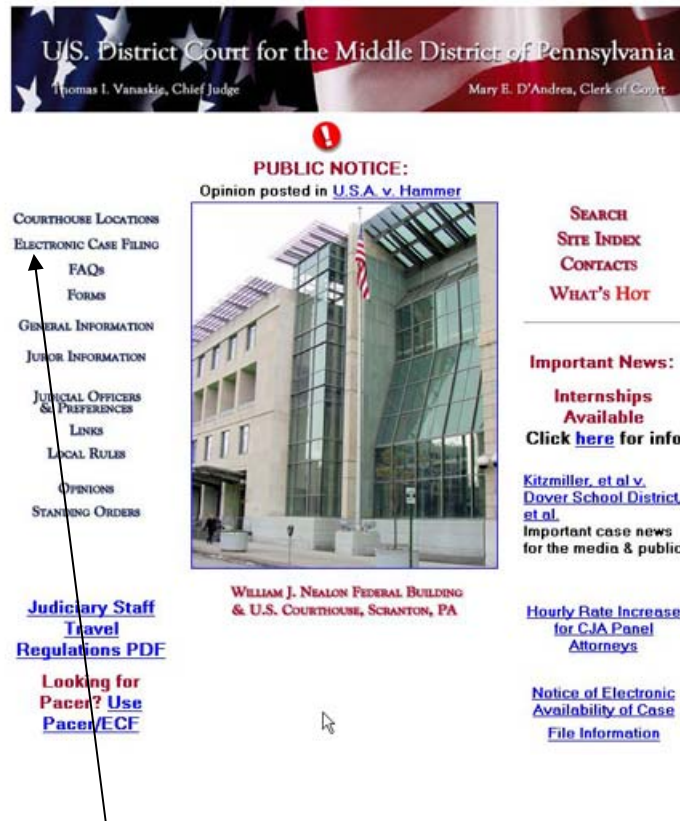 U.S. District Court for the Middle District of Pennsylvania
Thomas I. Vanaskie, Chief Judge
Mary E. D'Andrea, Clerk of Court
PUBLIC NOTICE:
Opinion posted in U.S.A. v. Hammer
COURTHOUSE LOCATIONS
ELECTRONIC CASE FILING
FAQs
FORMS
GENERAL INFORMATION
JUROR INFORMATION
JUDICIAL OFFICERS
& PREFERENCES
LINKS
LOCAL RULES
OPINIONS
STANDING ORDERS
Judiciary Staff
Travel
Regulations PDF
Looking for
Pacer? Use
Pacer/ECF
WILLIAM J. NEALON FEDERAL BUILDING
& U.S. COURTHOUSE, SCRANTON, PA
SEARCH
SITE INDEX
CONTACTS
WHAT'S HOT
Important News:
Internships
Available
Click here for info
Kitzmiller, et al v.
Dover School District,
et al.
Important case news
for the media & public
Hourly Rate Increase
for CJA Panel
Attorneys
Notice of Electronic
Availability of Case
File Information